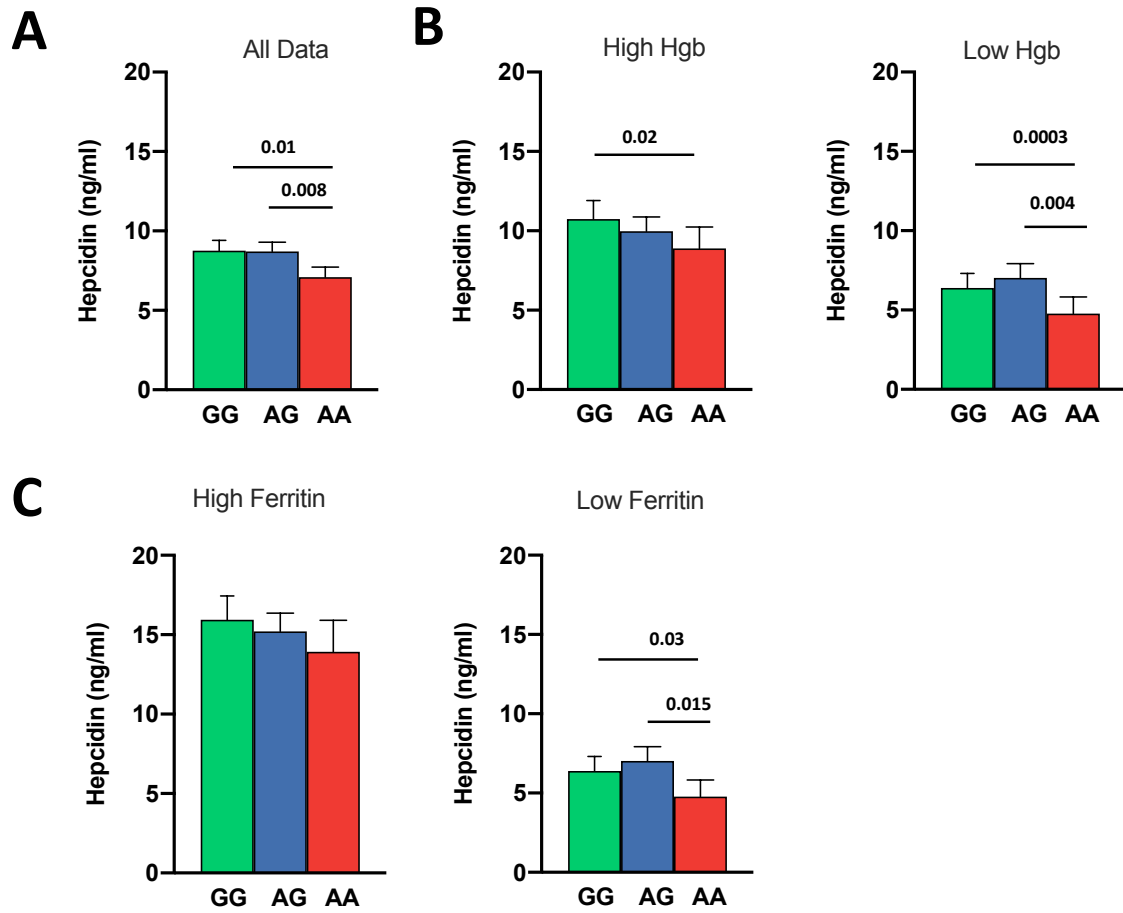 A
All Data
Hepcidin (ng/ml)
20
15
10
5
0
0.01
0.008
GG AG AA
B
High Hgb
Hepcidin (ng/ml)
20
15
10
5
0
0.02
GG AG AA
Low Hgb
Hepcidin (ng/ml)
20
15
10
5
0
0.0003
0.004
GG AG AA
C
High Ferritin
Hepcidin (ng/ml)
20
15
10
5
0
GG AG AA
Low Ferritin
Hepcidin (ng/ml)
20
15
10
5
0
0.03
0.015
GG AG AA